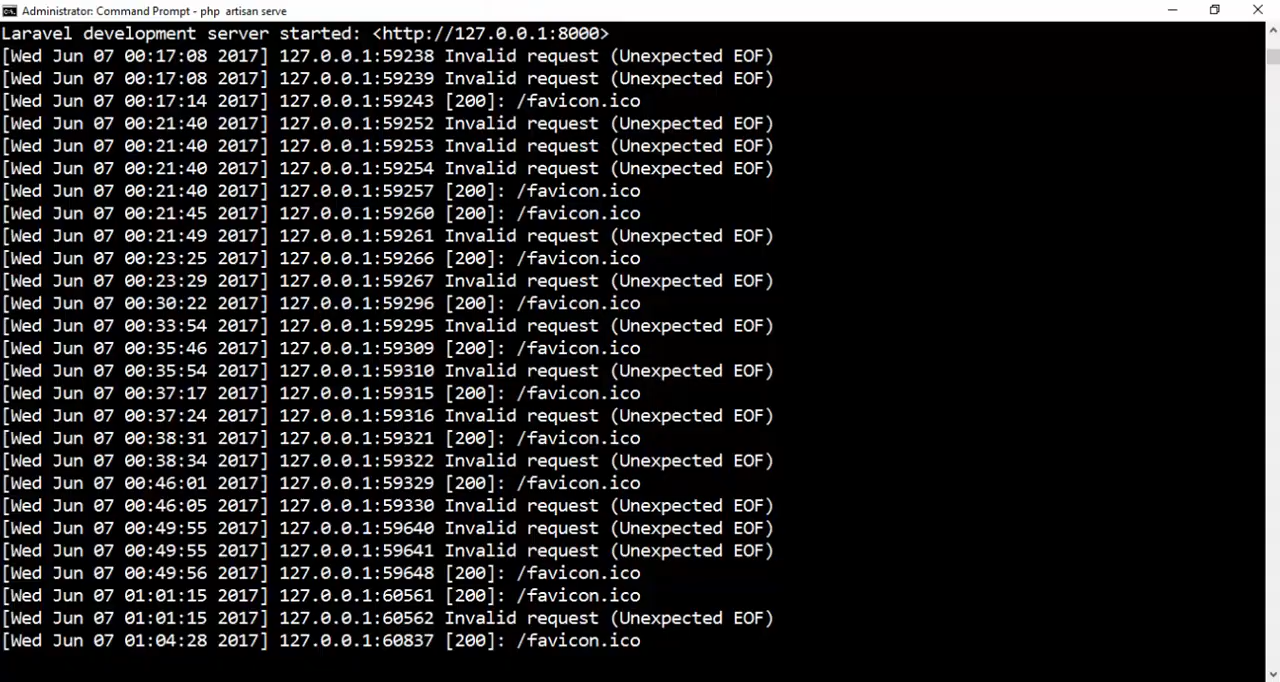 Administrator: Command Prompt - php  artisan serve
Laravel development server started: <http://127.0.0.1:8000>
[Wed Jun 07 00:17:08 2017] 127.0.0.1:59238 Invalid request (Unexpected EOF)
[Wed Jun 07 00:17:08 2017] 127.0.0.1:59239 Invalid request (Unexpected EOF)
[Wed Jun 07 00:17:14 2017] 127.0.0.1:59243 [200]: /favicon.ico
[Wed Jun 07 00:21:40 2017] 127.0.0.1:59252 Invalid request (Unexpected EOF)
[Wed Jun 07 00:21:40 2017] 127.0.0.1:59253 Invalid request (Unexpected EOF)
[Wed Jun 07 00:21:40 2017] 127.0.0.1:59254 Invalid request (Unexpected EOF)
[Wed Jun 07 00:21:40 2017] 127.0.0.1:59257 [200]: /favicon.ico
[Wed Jun 07 00:21:45 2017] 127.0.0.1:59260 [200]: /favicon.ico
[Wed Jun 07 00:21:49 2017] 127.0.0.1:59261 Invalid request (Unexpected EOF)
[Wed Jun 07 00:23:25 2017] 127.0.0.1:59266 [200]: /favicon.ico
[Wed Jun 07 00:23:29 2017] 127.0.0.1:59267 Invalid request (Unexpected EOF)
[Wed Jun 07 00:30:22 2017] 127.0.0.1:59296 [200]: /favicon.ico
[Wed Jun 07 00:33:54 2017] 127.0.0.1:59295 Invalid request (Unexpected EOF)
[Wed Jun 07 00:35:46 2017] 127.0.0.1:59309 [200]: /favicon.ico
[Wed Jun 07 00:35:54 2017] 127.0.0.1:59310 Invalid request (Unexpected EOF)
[Wed Jun 07 00:37:17 2017] 127.0.0.1:59315 [200]: /favicon.ico
[Wed Jun 07 00:37:24 2017] 127.0.0.1:59316 Invalid request (Unexpected EOF)
[Wed Jun 07 00:38:31 2017] 127.0.0.1:59321 [200]: /favicon.ico
[Wed Jun 07 00:38:34 2017] 127.0.0.1:59322 Invalid request (Unexpected EOF)
[Wed Jun 07 00:46:01 2017] 127.0.0.1:59329 [200]: /favicon.ico
[Wed Jun 07 00:46:05 2017] 127.0.0.1:59330 Invalid request (Unexpected EOF)
[Wed Jun 07 00:49:55 2017] 127.0.0.1:59640 Invalid request (Unexpected EOF)
[Wed Jun 07 00:49:55 2017] 127.0.0.1:59641 Invalid request (Unexpected EOF)
[Wed Jun 07 00:49:56 2017] 127.0.0.1:59648 [200]: /favicon.ico
[Wed Jun 07 01:01:15 2017] 127.0.0.1:60561 [200]: /favicon.ico
[Wed Jun 07 01:01:15 2017] 127.0.0.1:60562 Invalid request (Unexpected EOF)
[Wed Jun 07 01:04:28 2017] 127.0.0.1:60837 [200]: /favicon.ico